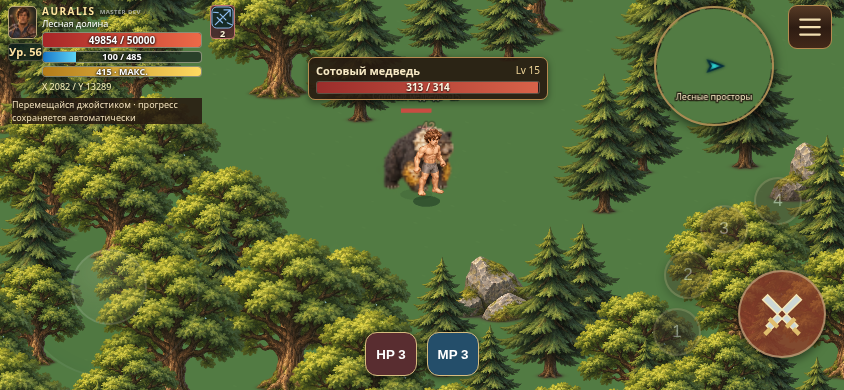 AURALIS MASTER DEV
Лесная долина
49854 / 50000
Ур. 56
100 / 485
415 · МАКС.
X 2082 / Y 13289
Перемещайся джойстиком · прогресс
сохраняется автоматически
2
Сотовый медведь
Lv 15
313 / 314
Лесные просторы
4
3
2
1
HP 3
MP 3